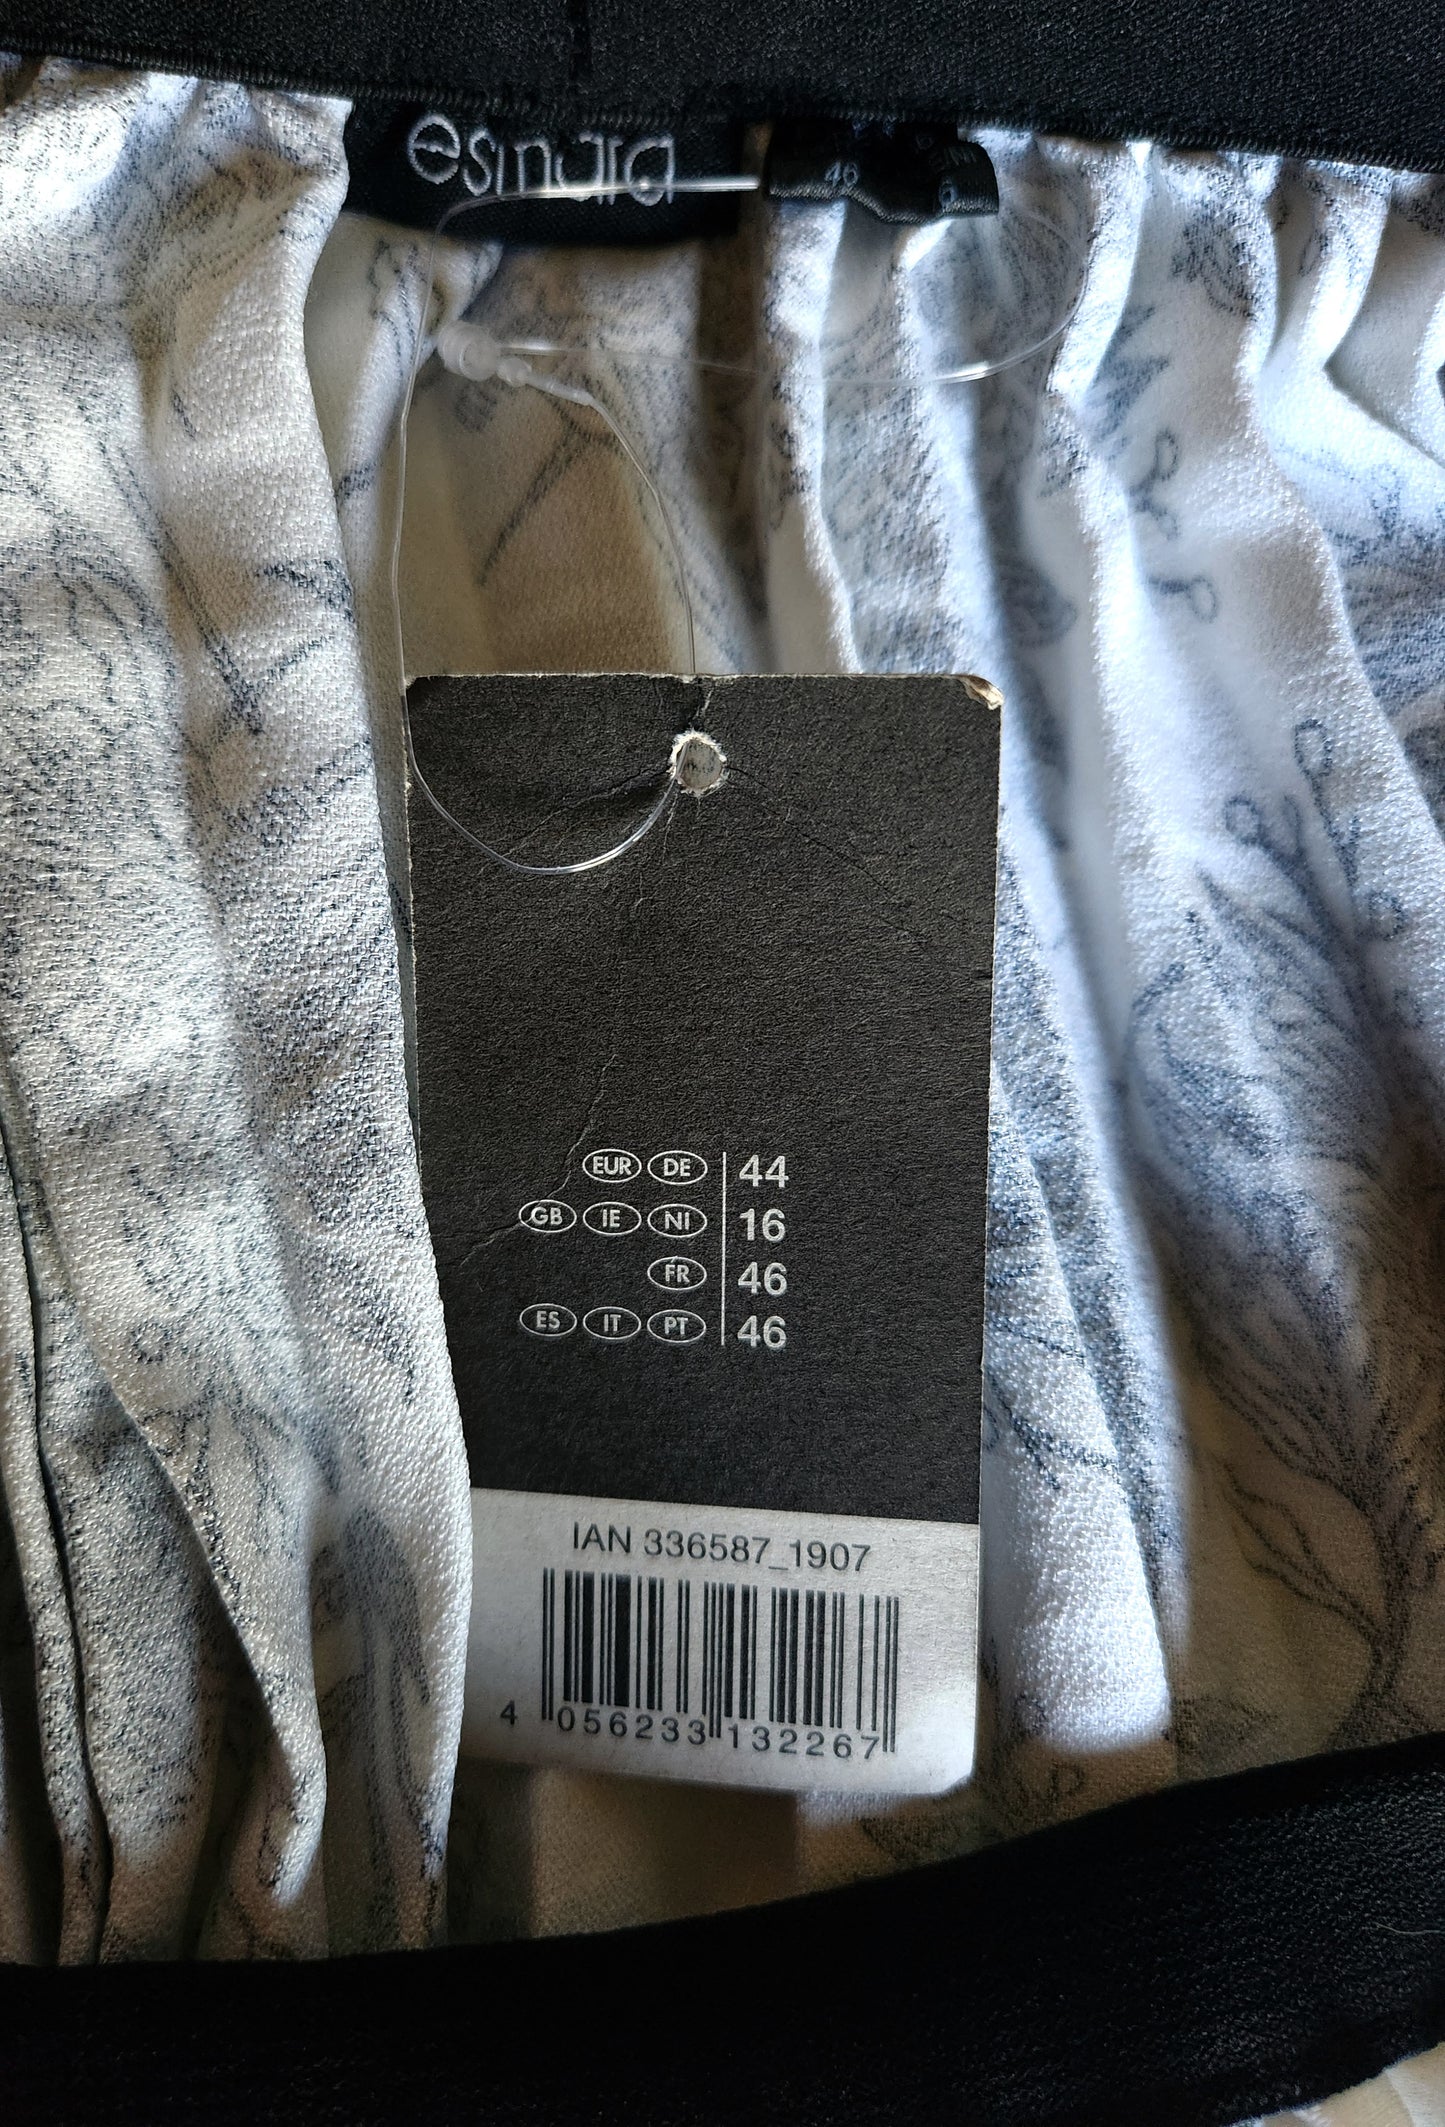 esmara
46
EUR DE 44
GB IE NI 16
FR 46
ES IT PT 46
IAN 336587_1907
4 056233 132267